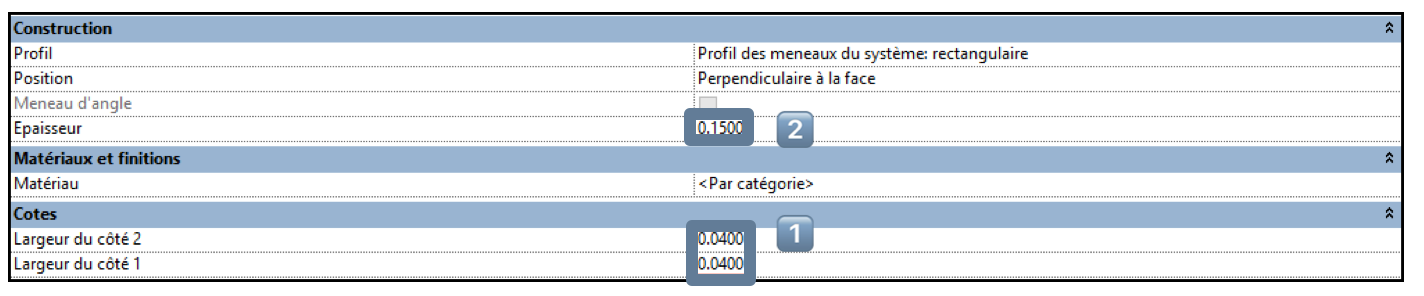 Construction
Profil Profil des meneaux du système: rectangulaire
Position Perpendiculaire à la face
Meneau d'angle
Epaisseur 0.1500 2
Matériaux et finitions
Matériau <Par catégorie>
Cotes
Largeur du côté 2 0.0400 1
Largeur du côté 1 0.0400